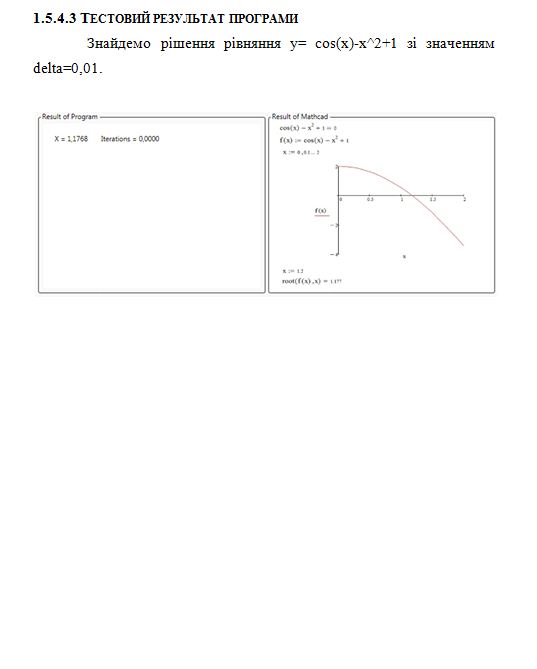 1.5.4.3 ТЕСТОВИЙ РЕЗУЛЬТАТ ПРОГРАМИ
Знайдемо рішення рівняння y= cos(x)-x^2+1 зі значенням
delta=0,01.
Result of Program
X = 1,1768 Iterations = 0,0000
Result of Mathcad
cos(x) − x² + 1 = 0
f(x) := cos(x) − x² + 1
x := 0 , 0.1 .. 2
2
0 0.5 1 1.5 2
f(x)
−2
−4
x
x := 1.5
root(f(x) , x) = 1.177